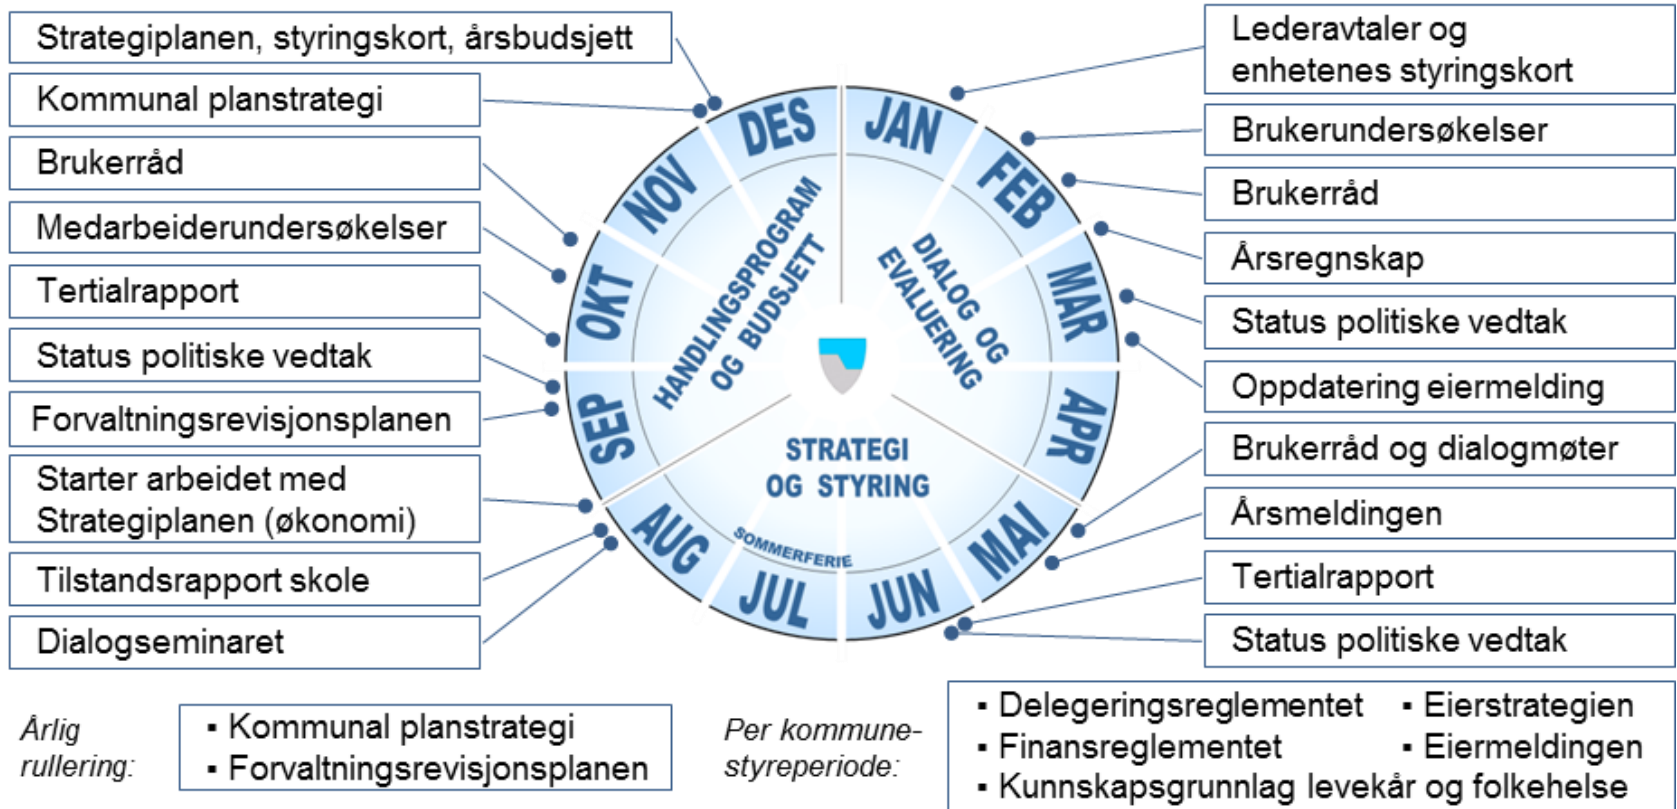 Strategiplanen, styringskort, årsbudsjett
Kommunal planstrategi
Brukerråd
Medarbeiderundersøkelser
Tertialrapport
Status politiske vedtak
Forvaltningsrevisjonsplanen
Starter arbeidet med
Strategiplanen (økonomi)
Tilstandsrapport skole
Dialogseminaret
JAN
FEB
MAR
APR
MAI
JUN
JUL
AUG
SEP
OKT
NOV
DES
HANDLINGSPROGRAM
OG BUDSJETT
DIALOG OG
EVALUERING
STRATEGI
OG STYRING
SOMMERFERIE
Lederavtaler og
enhetenes styringskort
Brukerundersøkelser
Brukerråd
Årsregnskap
Status politiske vedtak
Oppdatering eiermelding
Brukerråd og dialogmøter
Årsmeldingen
Tertialrapport
Status politiske vedtak
Årlig
rullering:
▪ Kommunal planstrategi
▪ Forvaltningsrevisjonsplanen
Per kommune-
styreperiode:
▪ Delegeringsreglementet ▪ Eierstrategien
▪ Finansreglementet ▪ Eiermeldingen
▪ Kunnskapsgrunnlag levekår og folkehelse